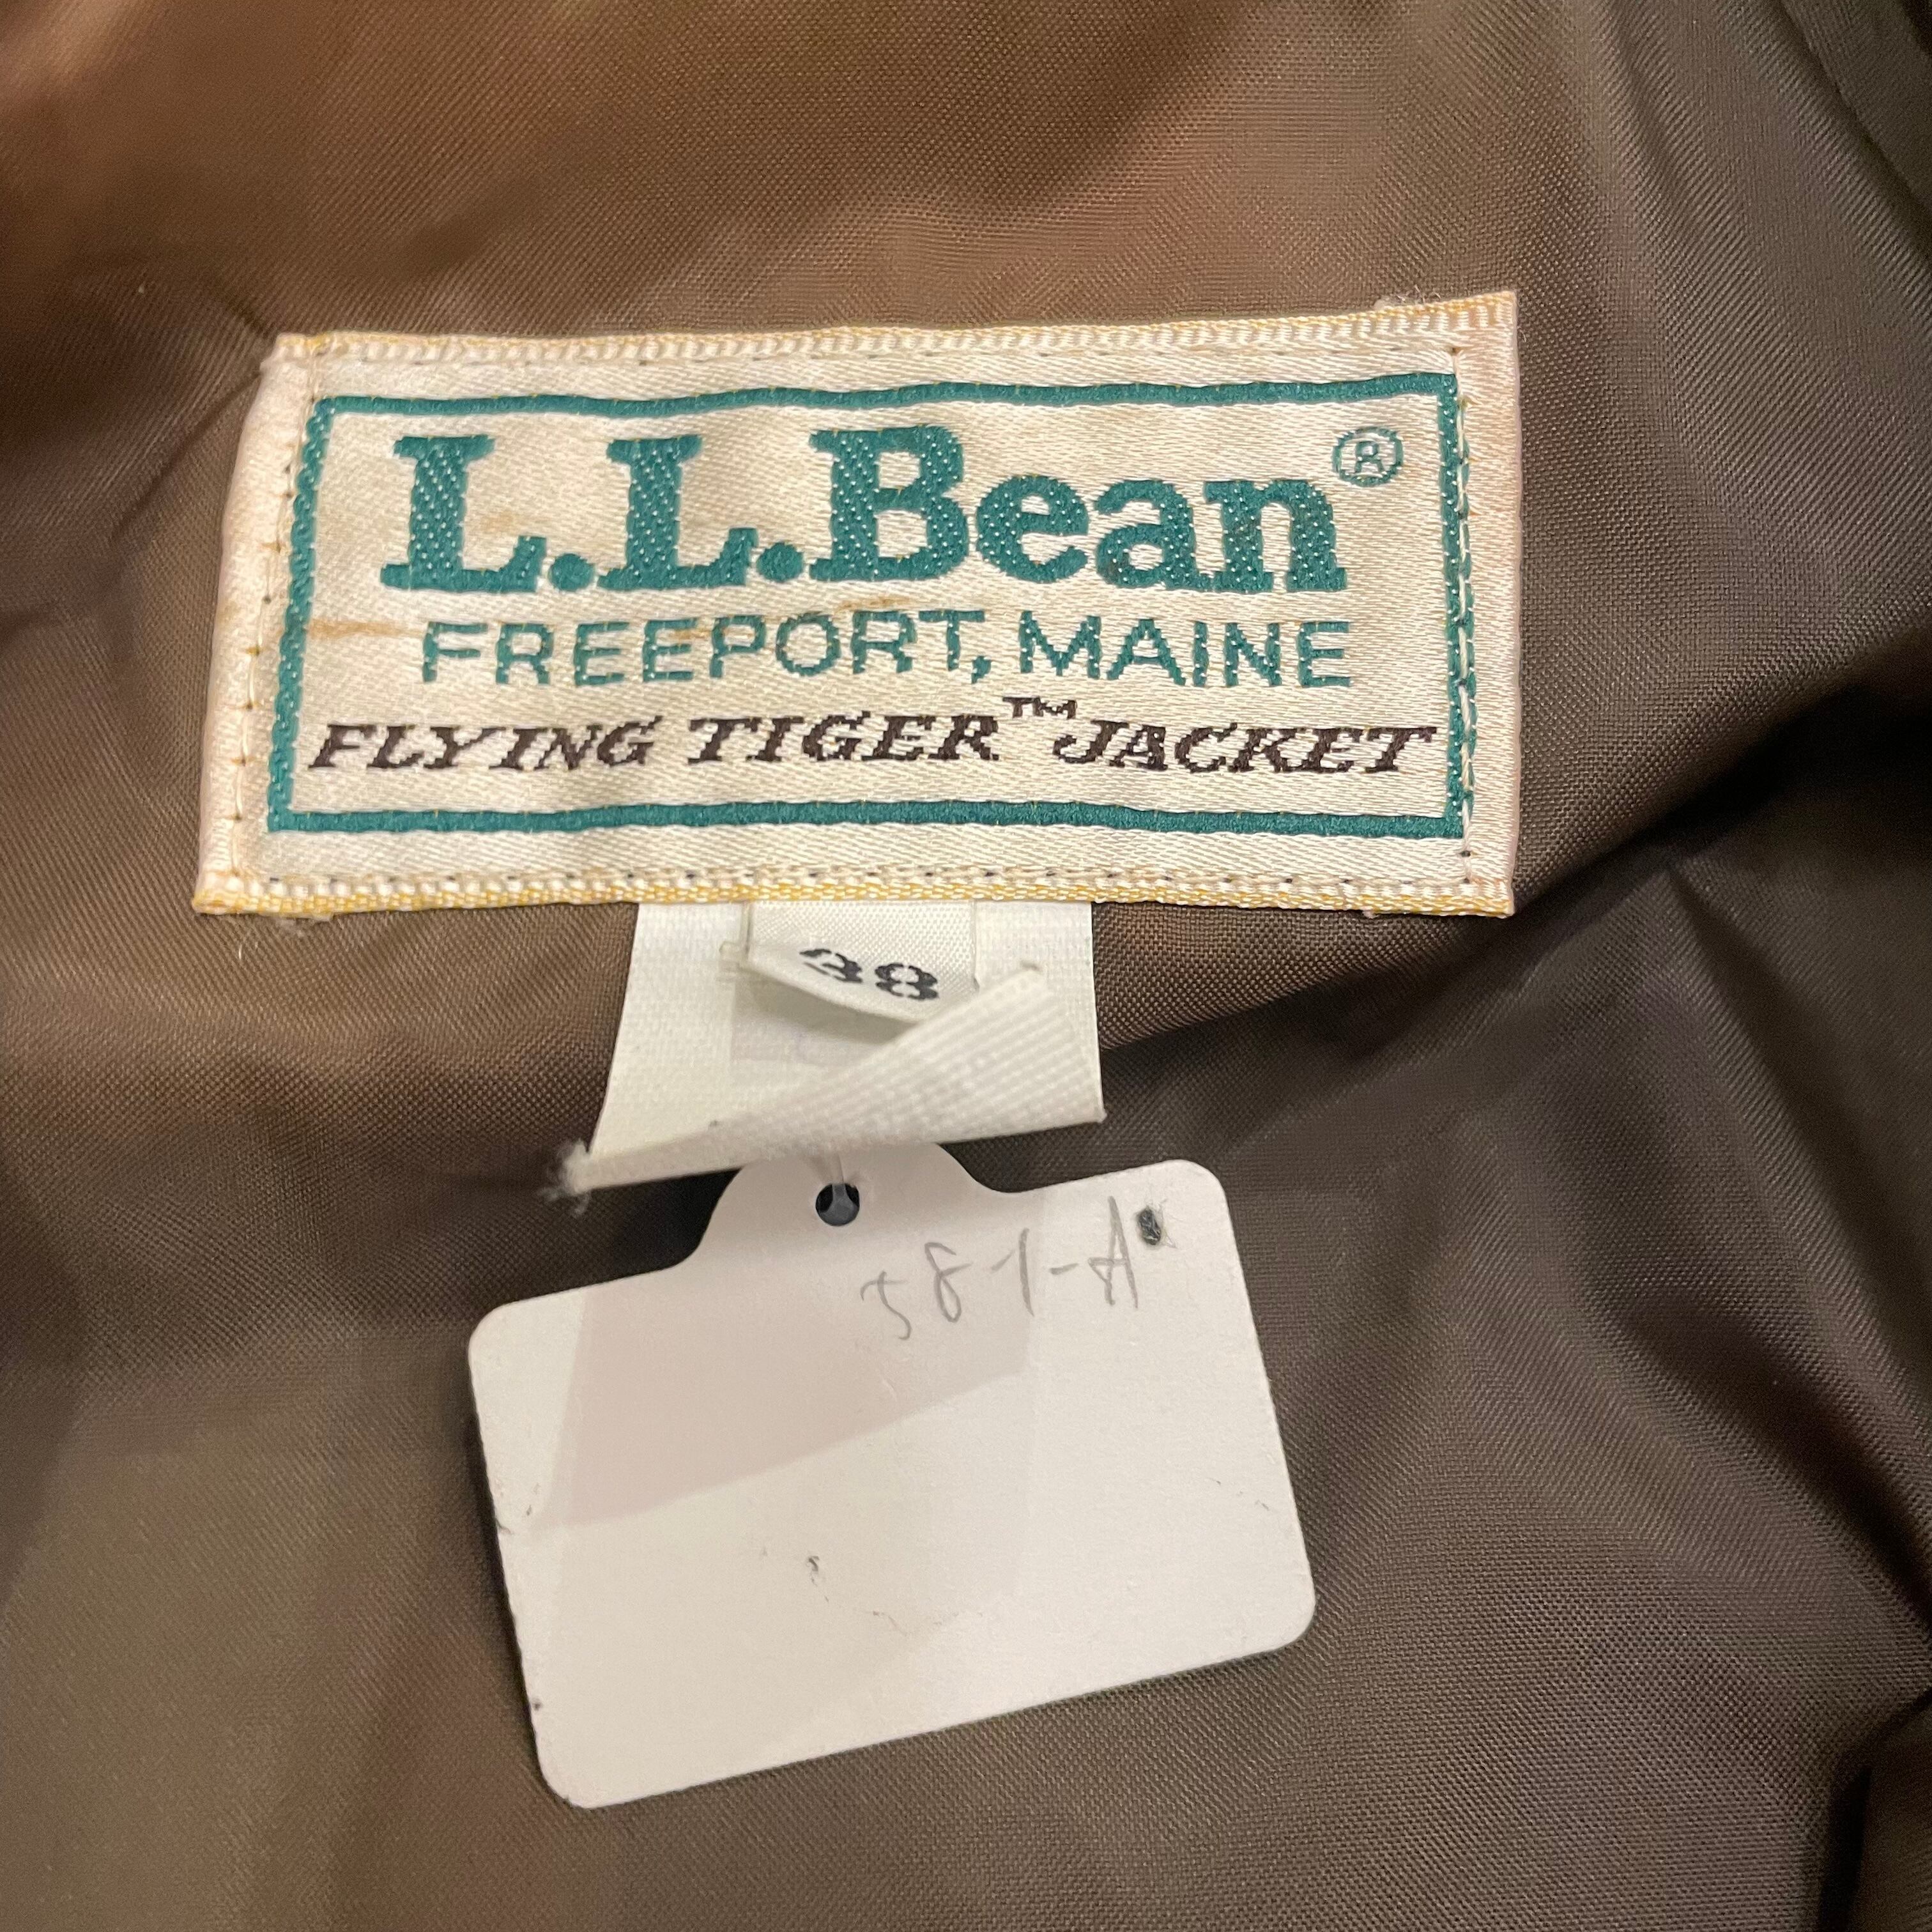 L.L.Bean®
FREEPORT, MAINE
FLYING TIGER™ JACKET
38
581-A